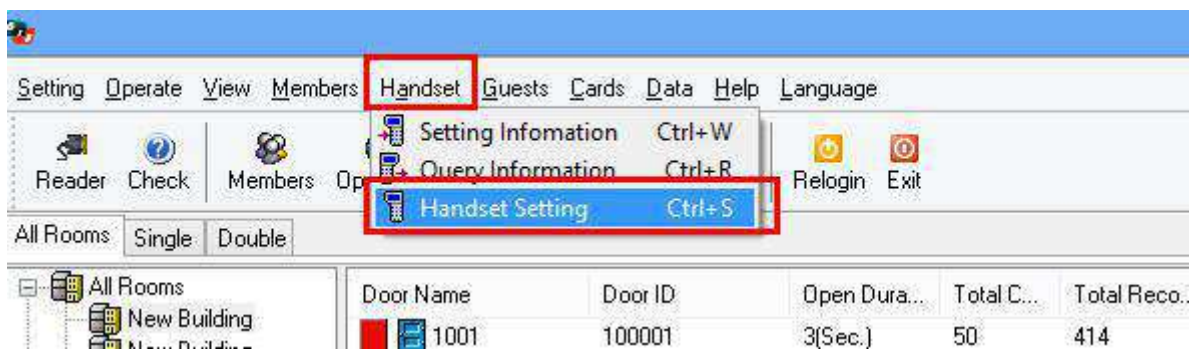 Setting Operate View Members Handset Guests Cards Data Help Language
Setting Infomation Ctrl+W
Query Information Ctrl+R
Handset Setting Ctrl+S
Reader Check Members Relogin Exit
All Rooms Single Double
All Rooms
New Building
New Building
Door Name Door ID Open Dura... Total C... Total Reco..
1001 100001 3(Sec.) 50 414